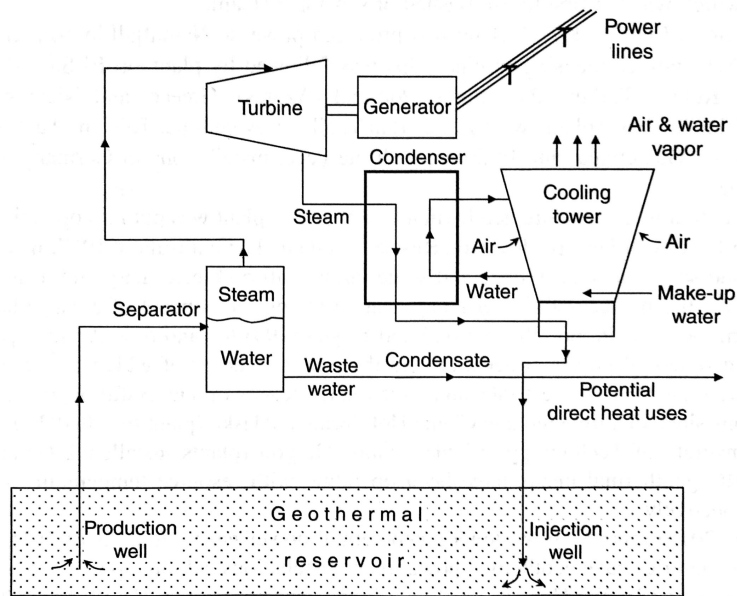 Power
lines
Turbine
Generator
Air & water
vapor
Condenser
Cooling
tower
Steam
Air
Air
Steam
Separator
Water
Make-up
water
Water
Waste
water
Condensate
Potential
direct heat uses
Geothermal
reservoir
Production
well
Injection
well